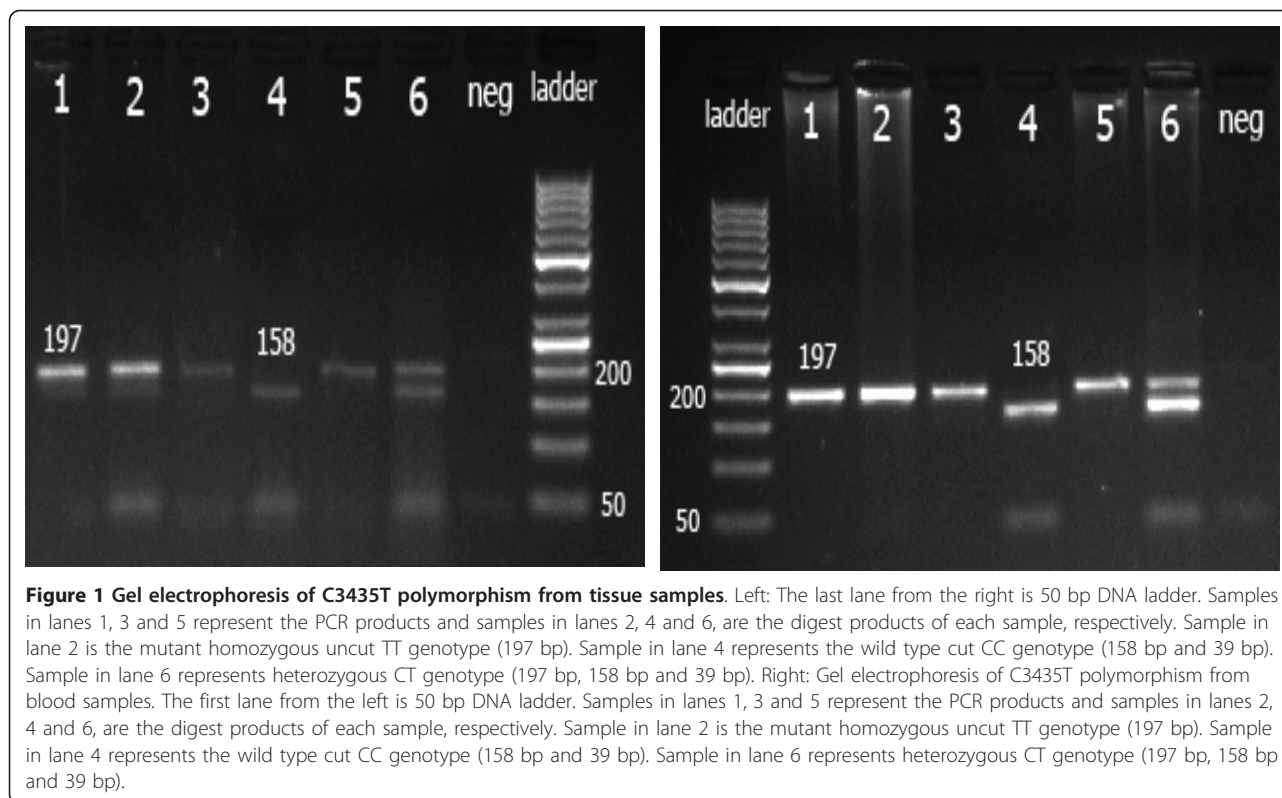 1 2 3 4 5 6 neg ladder
197 158
200
50
ladder 1 2 3 4 5 6 neg
197 158
200
50
Figure 1 Gel electrophoresis of C3435T polymorphism from tissue samples. Left: The last lane from the right is 50 bp DNA ladder. Samples
in lanes 1, 3 and 5 represent the PCR products and samples in lanes 2, 4 and 6, are the digest products of each sample, respectively. Sample in
lane 2 is the mutant homozygous uncut TT genotype (197 bp). Sample in lane 4 represents the wild type cut CC genotype (158 bp and 39 bp).
Sample in lane 6 represents heterozygous CT genotype (197 bp, 158 bp and 39 bp). Right: Gel electrophoresis of C3435T polymorphism from
blood samples. The first lane from the left is 50 bp DNA ladder. Samples in lanes 1, 3 and 5 represent the PCR products and samples in lanes 2,
4 and 6, are the digest products of each sample, respectively. Sample in lane 2 is the mutant homozygous uncut TT genotype (197 bp). Sample
in lane 4 represents the wild type cut CC genotype (158 bp and 39 bp). Sample in lane 6 represents heterozygous CT genotype (197 bp, 158 bp
and 39 bp).